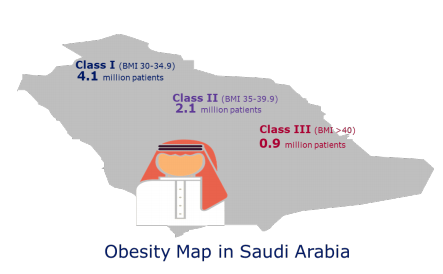 Class I (BMI 30-34.9)
4.1 million patients
Class II (BMI 35-39.9)
2.1 million patients
Class III (BMI >40)
0.9 million patients
Obesity Map in Saudi Arabia